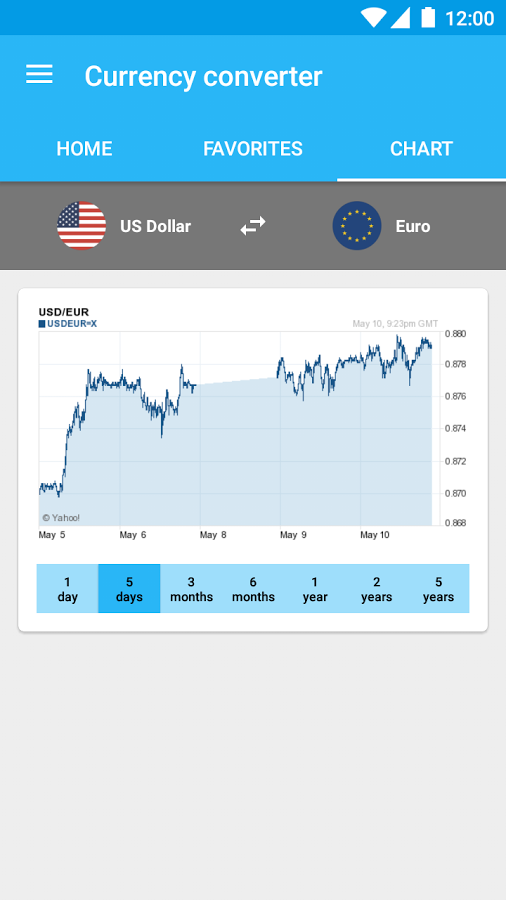 12:00
Currency converter
HOME FAVORITES CHART
US Dollar Euro
USD/EUR
USDEUR=X May 10, 9:23pm GMT
0.880
0.878
0.876
0.874
0.872
0.870
© Yahoo!
0.868
May 5 May 6 May 8 May 9 May 10
1 5 3 6 1 2 5
day days months months year years years